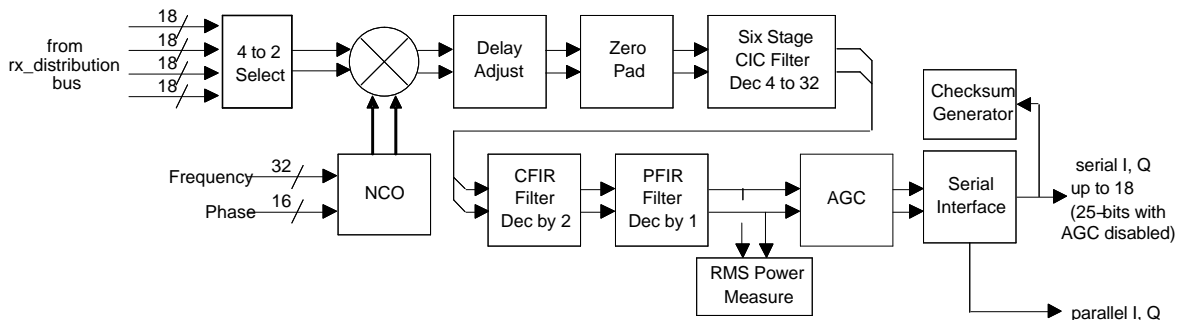 from
rx_distribution
bus
18
18
18
18
4 to 2
Select
Delay
Adjust
Zero
Pad
Six Stage
CIC Filter
Dec 4 to 32
Frequency
32
Phase
16
NCO
CFIR
Filter
Dec by 2
PFIR
Filter
Dec by 1
RMS Power
Measure
AGC
Serial
Interface
Checksum
Generator
serial I, Q
up to 18
(25–bits with
AGC disabled)
parallel I, Q